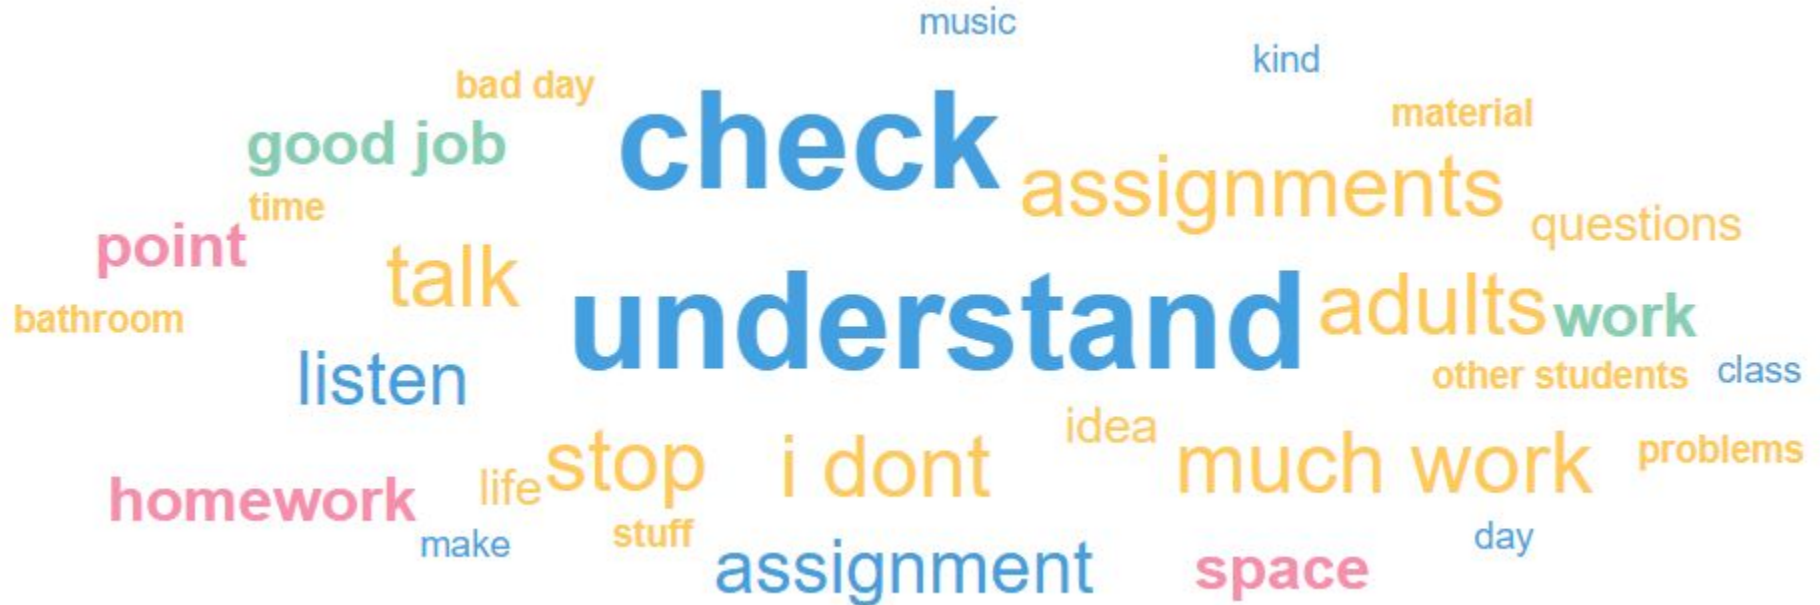 music
kind
bad day
check
material
good job
assignments
time
questions
point
talk
understand
adults
work
bathroom
listen
other students
class
idea
stop
i dont
much work
problems
homework
life
make
stuff
assignment
day
space